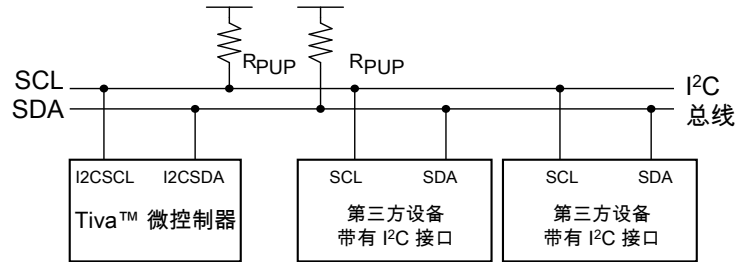 RPUP RPUP
SCL I²C
SDA 总线
I2CSCL I2CSDA SCL SDA SCL SDA
Tiva™ 微控制器 第三方设备 第三方设备
带有 I²C 接口 带有 I²C 接口